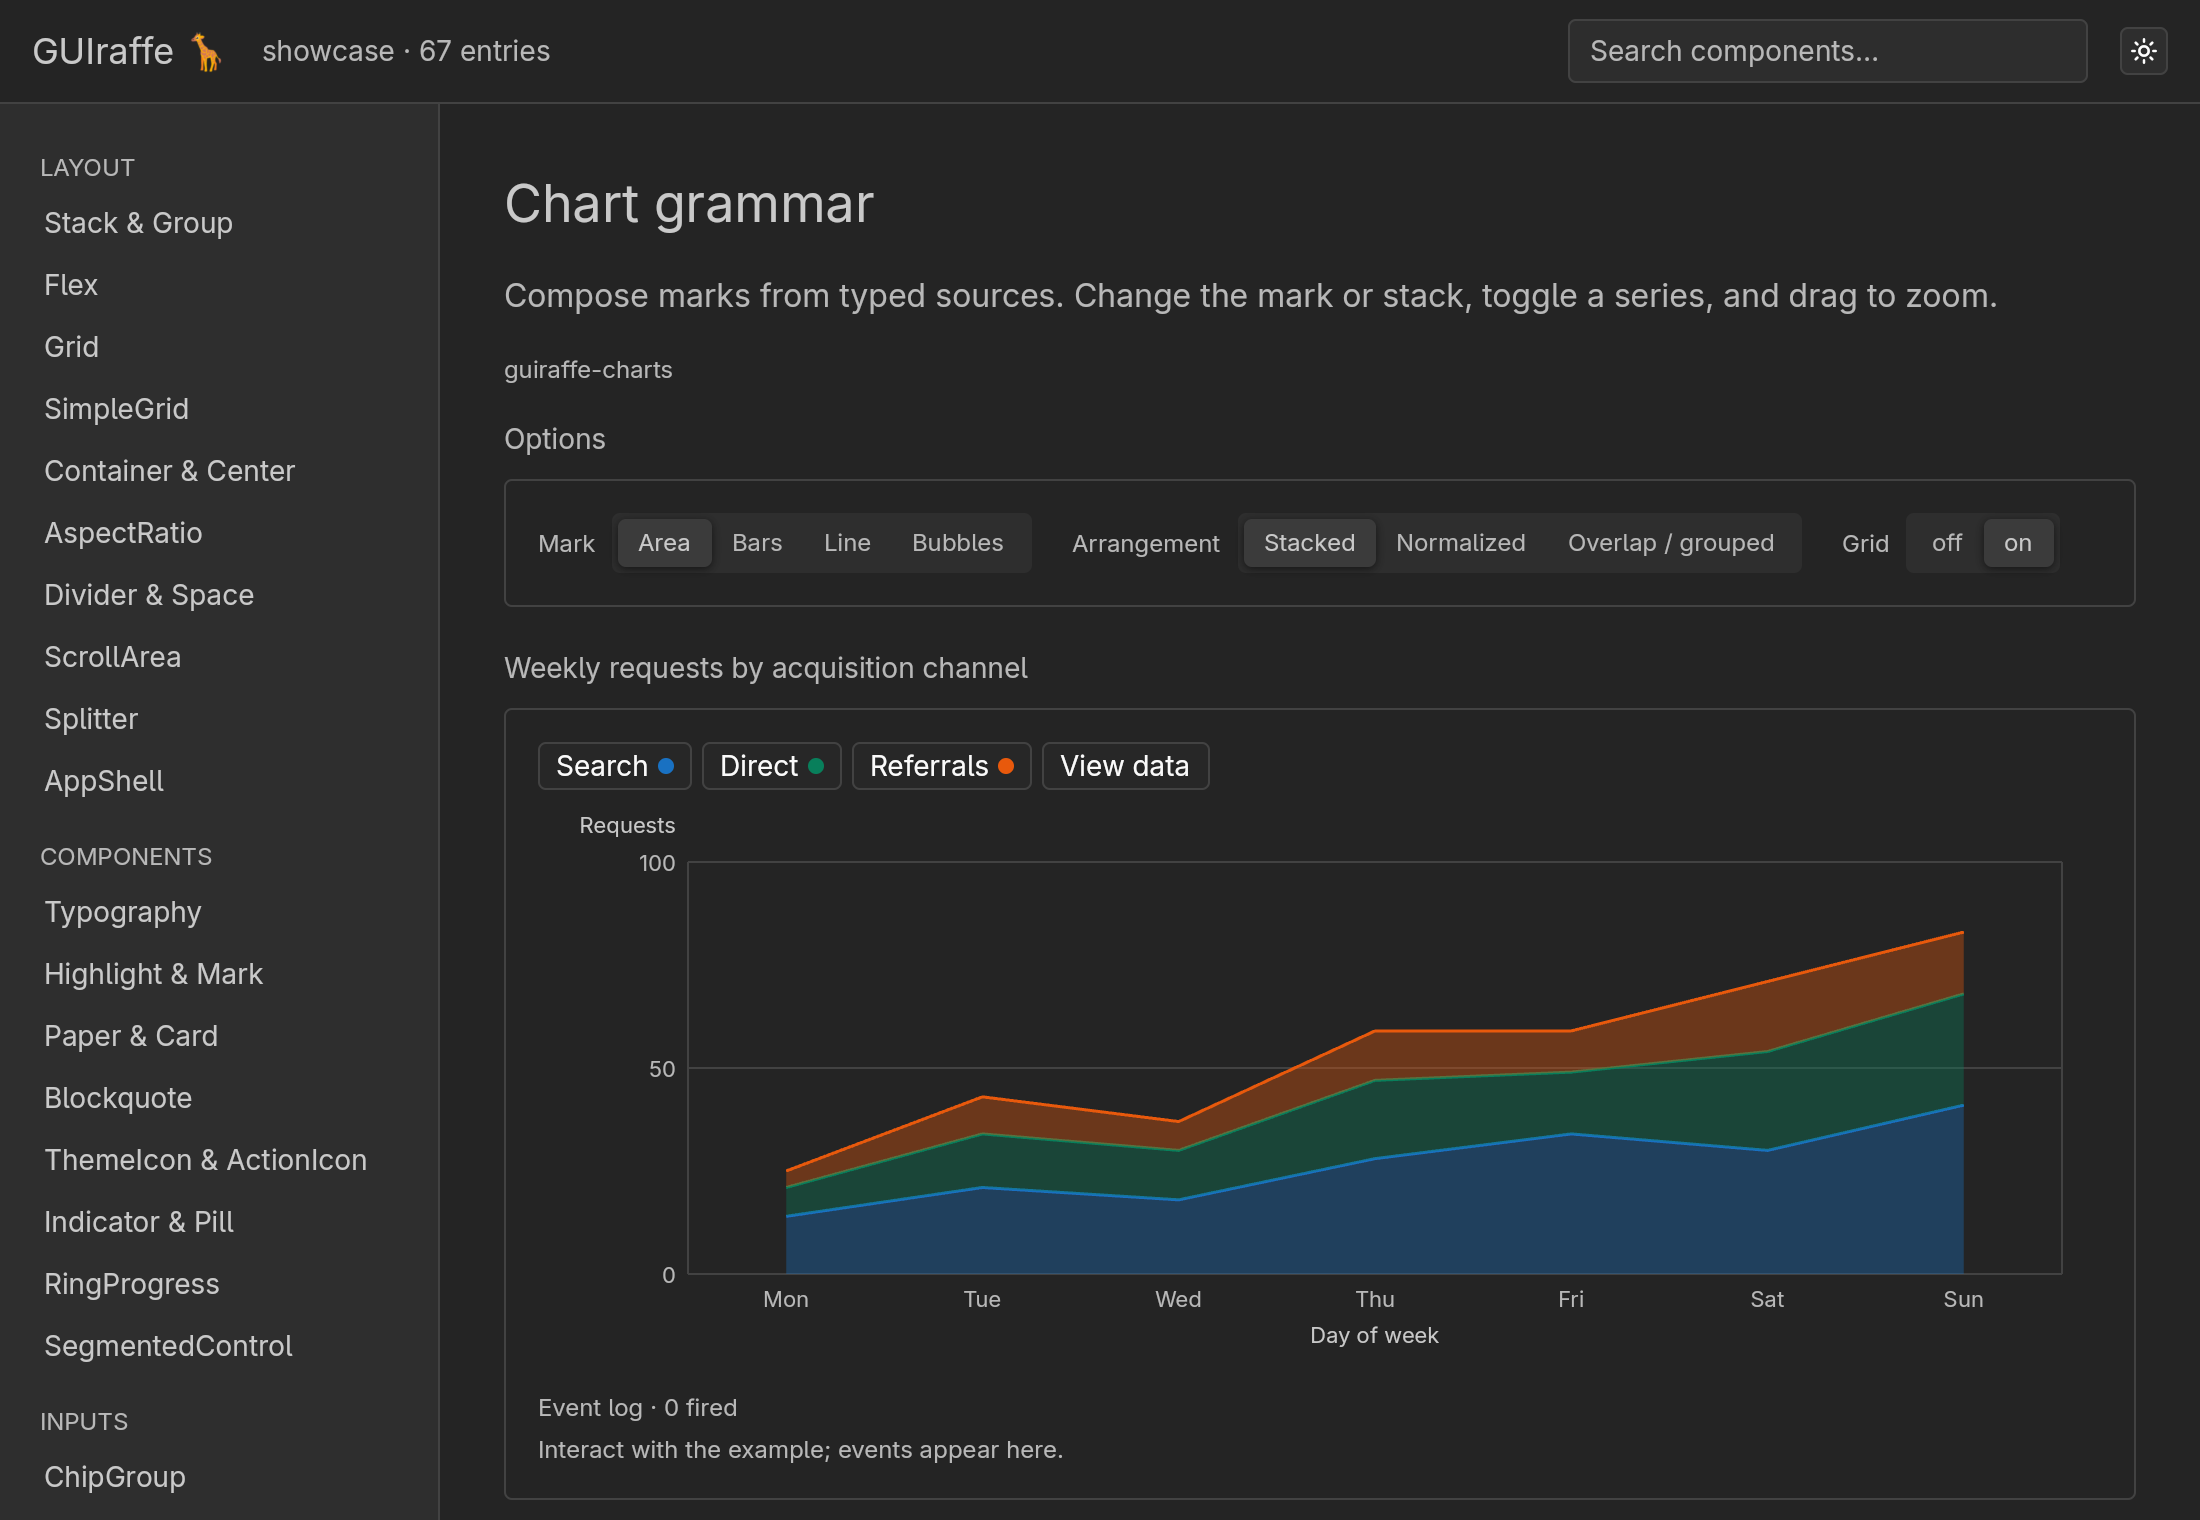 GUIraffe 🦒 showcase · 67 entries Search components...
LAYOUT
Stack & Group
Flex
Grid
SimpleGrid
Container & Center
AspectRatio
Divider & Space
ScrollArea
Splitter
AppShell
COMPONENTS
Typography
Highlight & Mark
Paper & Card
Blockquote
ThemeIcon & ActionIcon
Indicator & Pill
RingProgress
SegmentedControl
INPUTS
ChipGroup
Chart grammar
Compose marks from typed sources. Change the mark or stack, toggle a series, and drag to zoom.
guiraffe-charts
Options
Mark Area Bars Line Bubbles Arrangement Stacked Normalized Overlap / grouped Grid off on
Weekly requests by acquisition channel
Search Direct Referrals View data
Requests
100
50
0
Mon Tue Wed Thu Fri Sat Sun
Day of week
Event log · 0 fired
Interact with the example; events appear here.